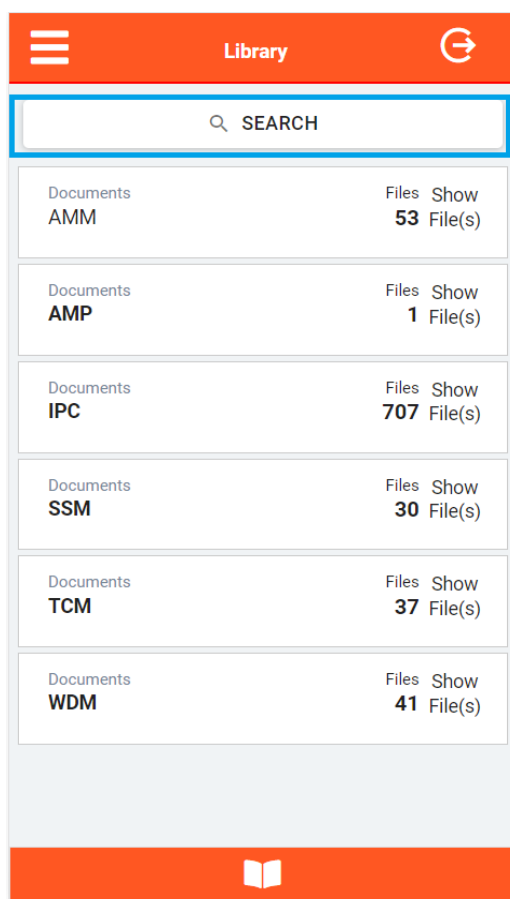 Library
SEARCH
Documents Files Show
AMM 53 File(s)
Documents Files Show
AMP 1 File(s)
Documents Files Show
IPC 707 File(s)
Documents Files Show
SSM 30 File(s)
Documents Files Show
TCM 37 File(s)
Documents Files Show
WDM 41 File(s)